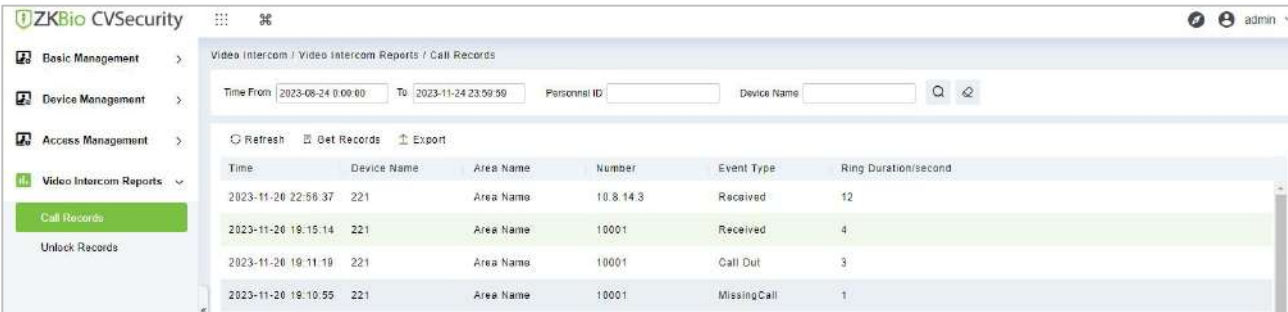 ZKBio CVSecurity
admin
Basic Management
Device Management
Access Management
Video Intercom Reports
Call Records
Unlock Records
Video Intercom / Video Intercom Reports / Call Records
Time From 2023-08-24 0:00:00 To 2023-11-24 23:59:59 Personnel ID Device Name
Refresh Get Records Export
Time Device Name Area Name Number Event Type Ring Duration/second
2023-11-20 22:56:37 221 Area Name 10.8.14.3 Received 12
2023-11-20 19:15:14 221 Area Name 10001 Received 4
2023-11-20 19:11:19 221 Area Name 10001 Call Out 3
2023-11-20 19:10:55 221 Area Name 10001 MissingCall 1